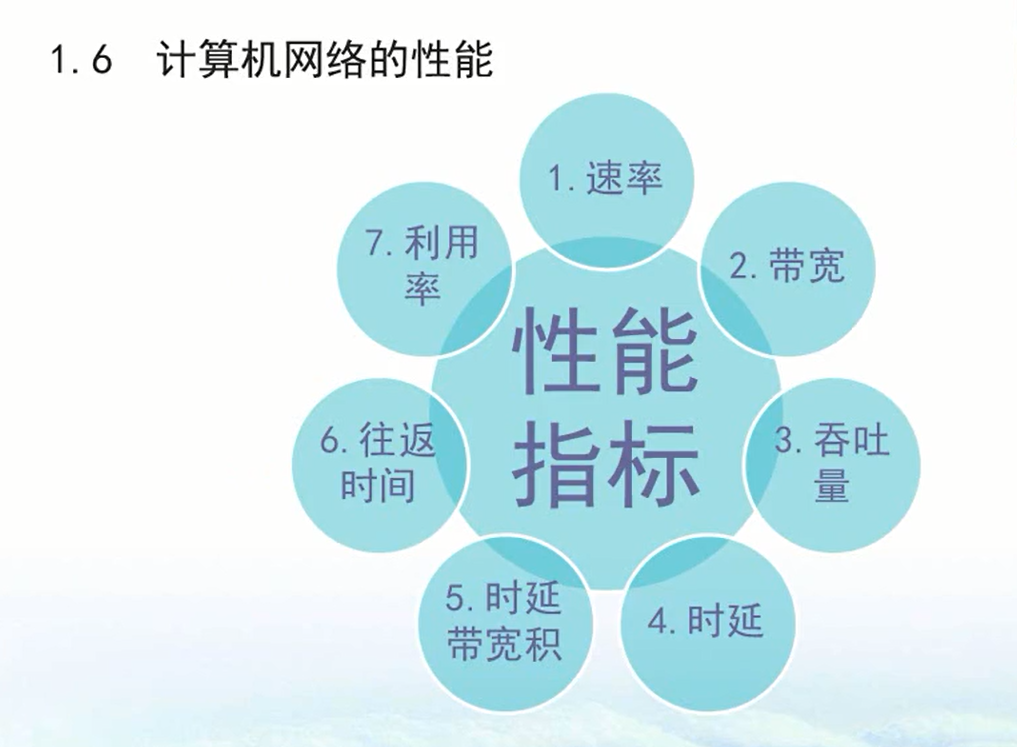 1.6 计算机网络的性能
性能
指标
1.速率
2.带宽
3.吞吐
量
4.时延
5.时延
带宽积
6.往返
时间
7.利用
率